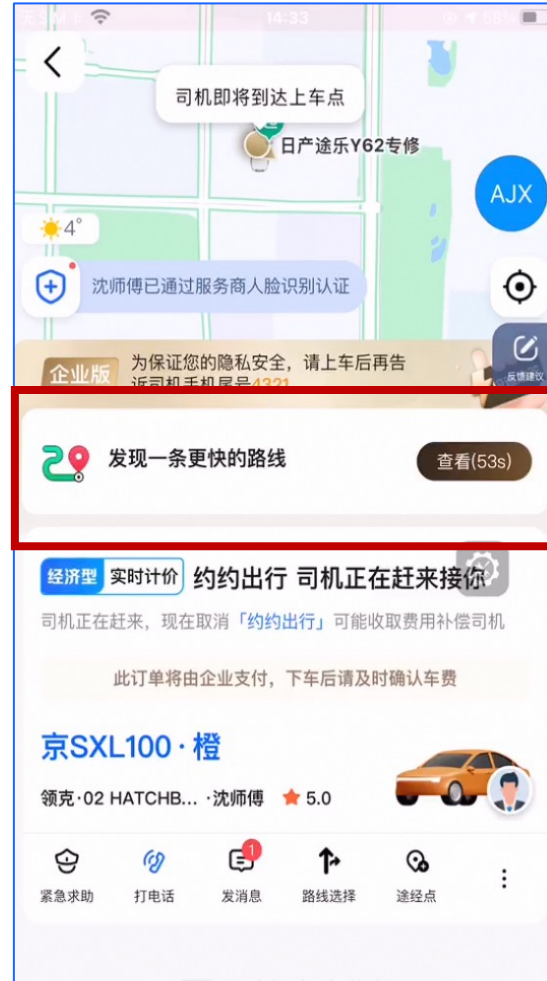 14:33
58%
司机即将到达上车点
日产途乐Y62专修
AJX
4°
沈师傅已通过服务商人脸识别认证
反馈建议
企业版
为保证您的隐私安全，请上车后再告
诉司机手机尾号4321
发现一条更快的路线
查看(53s)
经济型 实时计价 约约出行 司机正在赶来接你
司机正在赶来，现在取消「约约出行」可能收取费用补偿司机
此订单将由企业支付，下车后请及时确认车费
京SXL100·橙
领克·02 HATCHB... ·沈师傅 5.0
1
紧急求助 打电话 发消息 路线选择 途经点